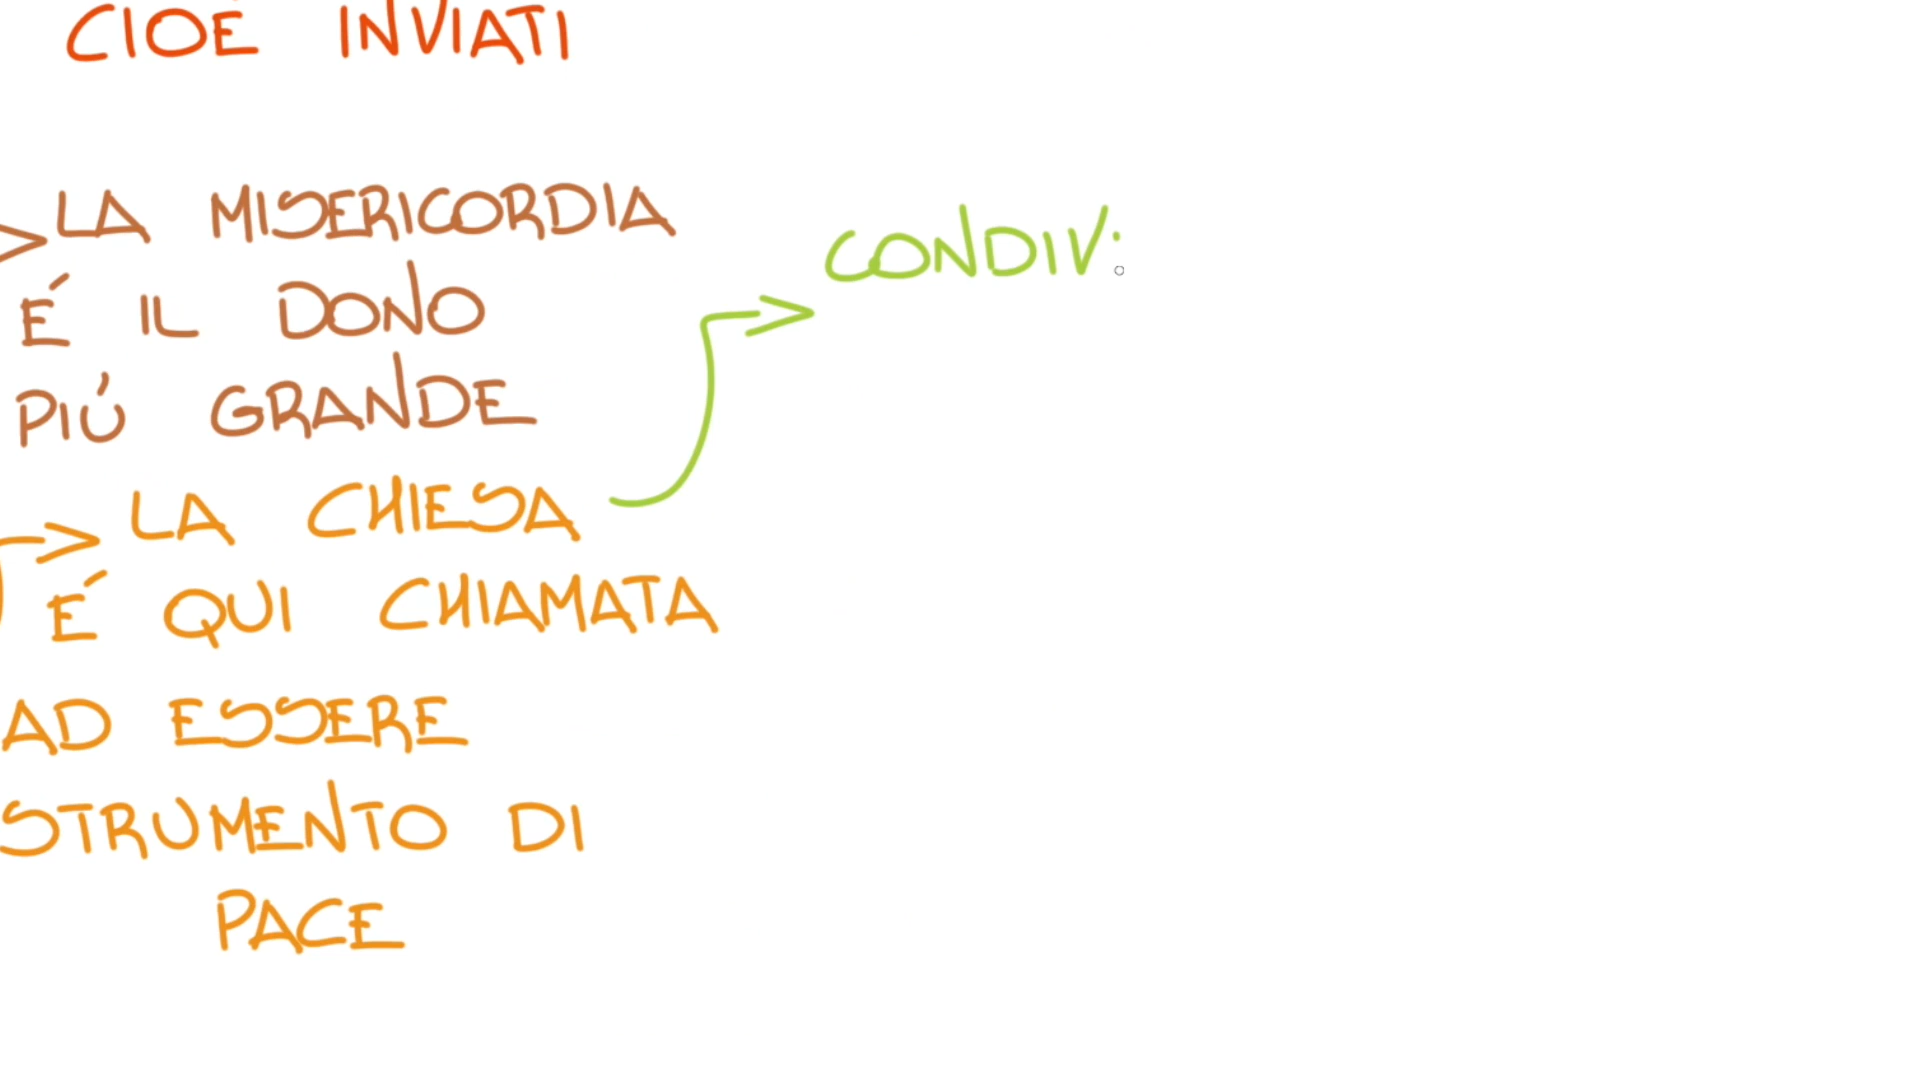 CIOÈ INVIATI
LA MISERICORDIA
É IL DONO
PIÚ GRANDE
LA CHIESA
É QUI CHIAMATA
AD ESSERE
STRUMENTO DI
PACE
CONDIV